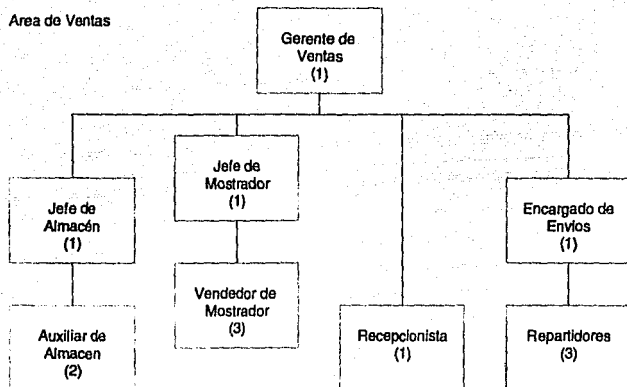 Area de Ventas
Gerente de
Ventas
(1)
Jefe de
Mostrador
(1)
Jefe de
Almacén
(1)
Encargado de
Envíos
(1)
Vendedor de
Mostrador
(3)
Auxiliar de
Almacen
(2)
Recepcionista
(1)
Repartidores
(3)